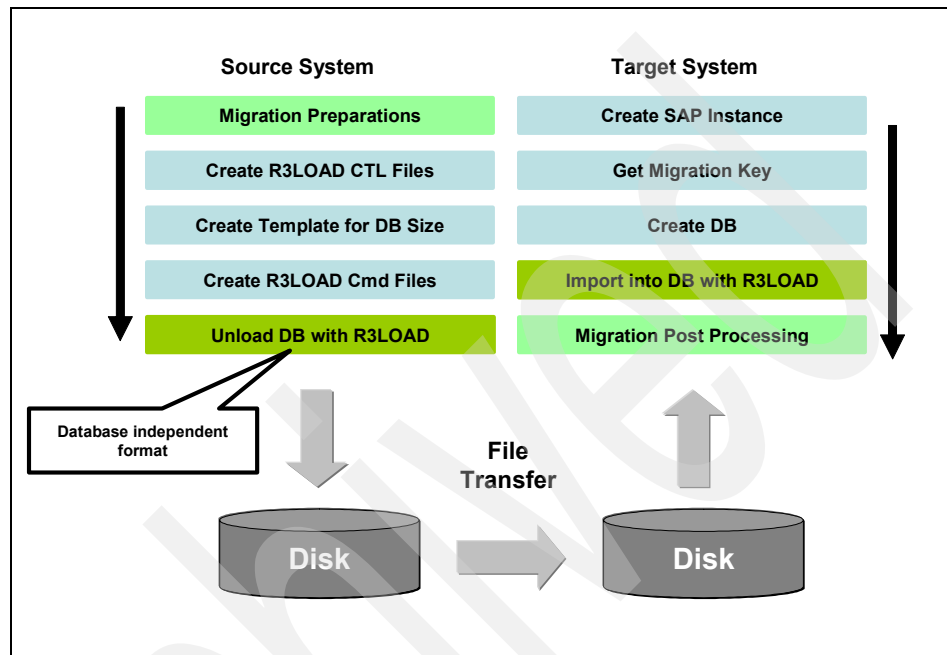 Source System
Migration Preparations
Create R3LOAD CTL Files
Create Template for DB Size
Create R3LOAD Cmd Files
Unload DB with R3LOAD
Target System
Create SAP Instance
Get Migration Key
Create DB
Import into DB with R3LOAD
Migration Post Processing
Database independent
format
File
Transfer
Disk
Disk